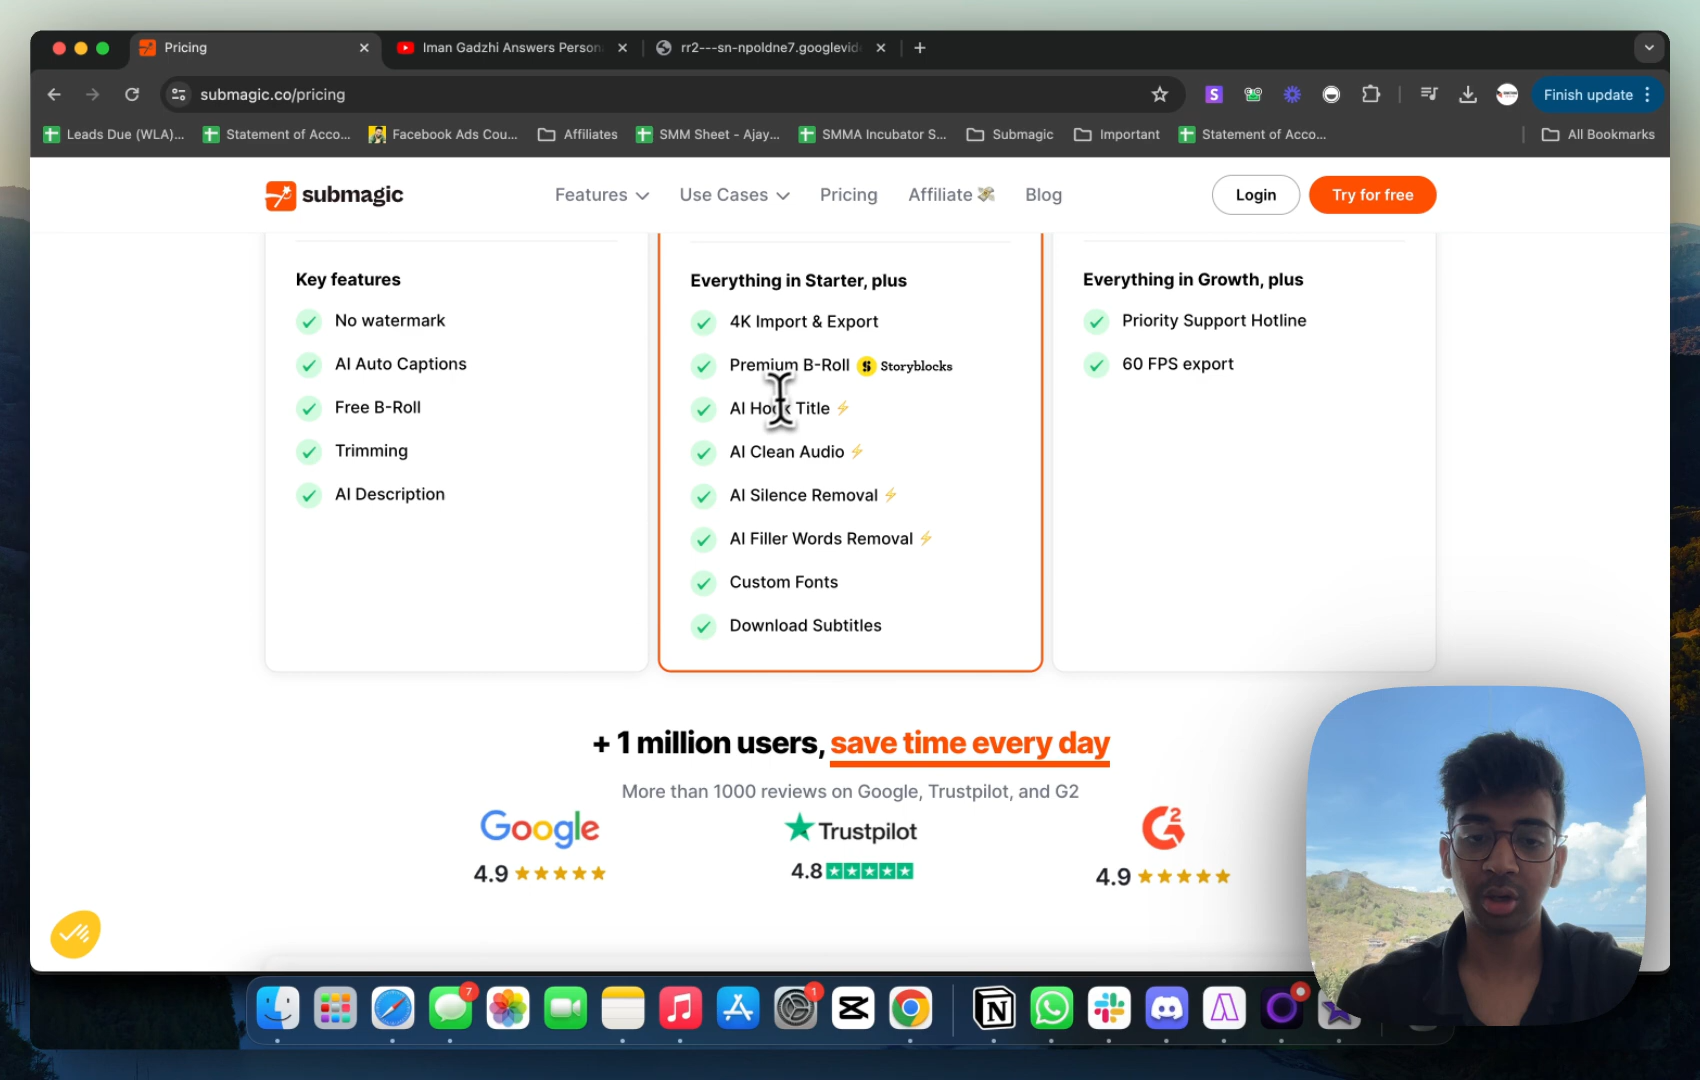 Pricing
Iman Gadzhi Answers Person
rr2---sn-npoldne7.googlevide
submagic.co/pricing
S
Finish update
Leads Due (WLA)...
Statement of Acco...
Facebook Ads Cou...
Affiliates
SMM Sheet - Ajay...
SMMA Incubator S...
Submagic
Important
Statement of Acco...
All Bookmarks
submagic
Features
Use Cases
Pricing
Affiliate
Blog
Login
Try for free
Key features
No watermark
AI Auto Captions
Free B-Roll
Trimming
AI Description
Everything in Starter, plus
4K Import & Export
Premium B-Roll Storyblocks
AI Hook Title
AI Clean Audio
AI Silence Removal
AI Filler Words Removal
Custom Fonts
Download Subtitles
Everything in Growth, plus
Priority Support Hotline
60 FPS export
+ 1 million users, save time every day
More than 1000 reviews on Google, Trustpilot, and G2
Google
4.9
Trustpilot
4.8
G2
4.9
7
1